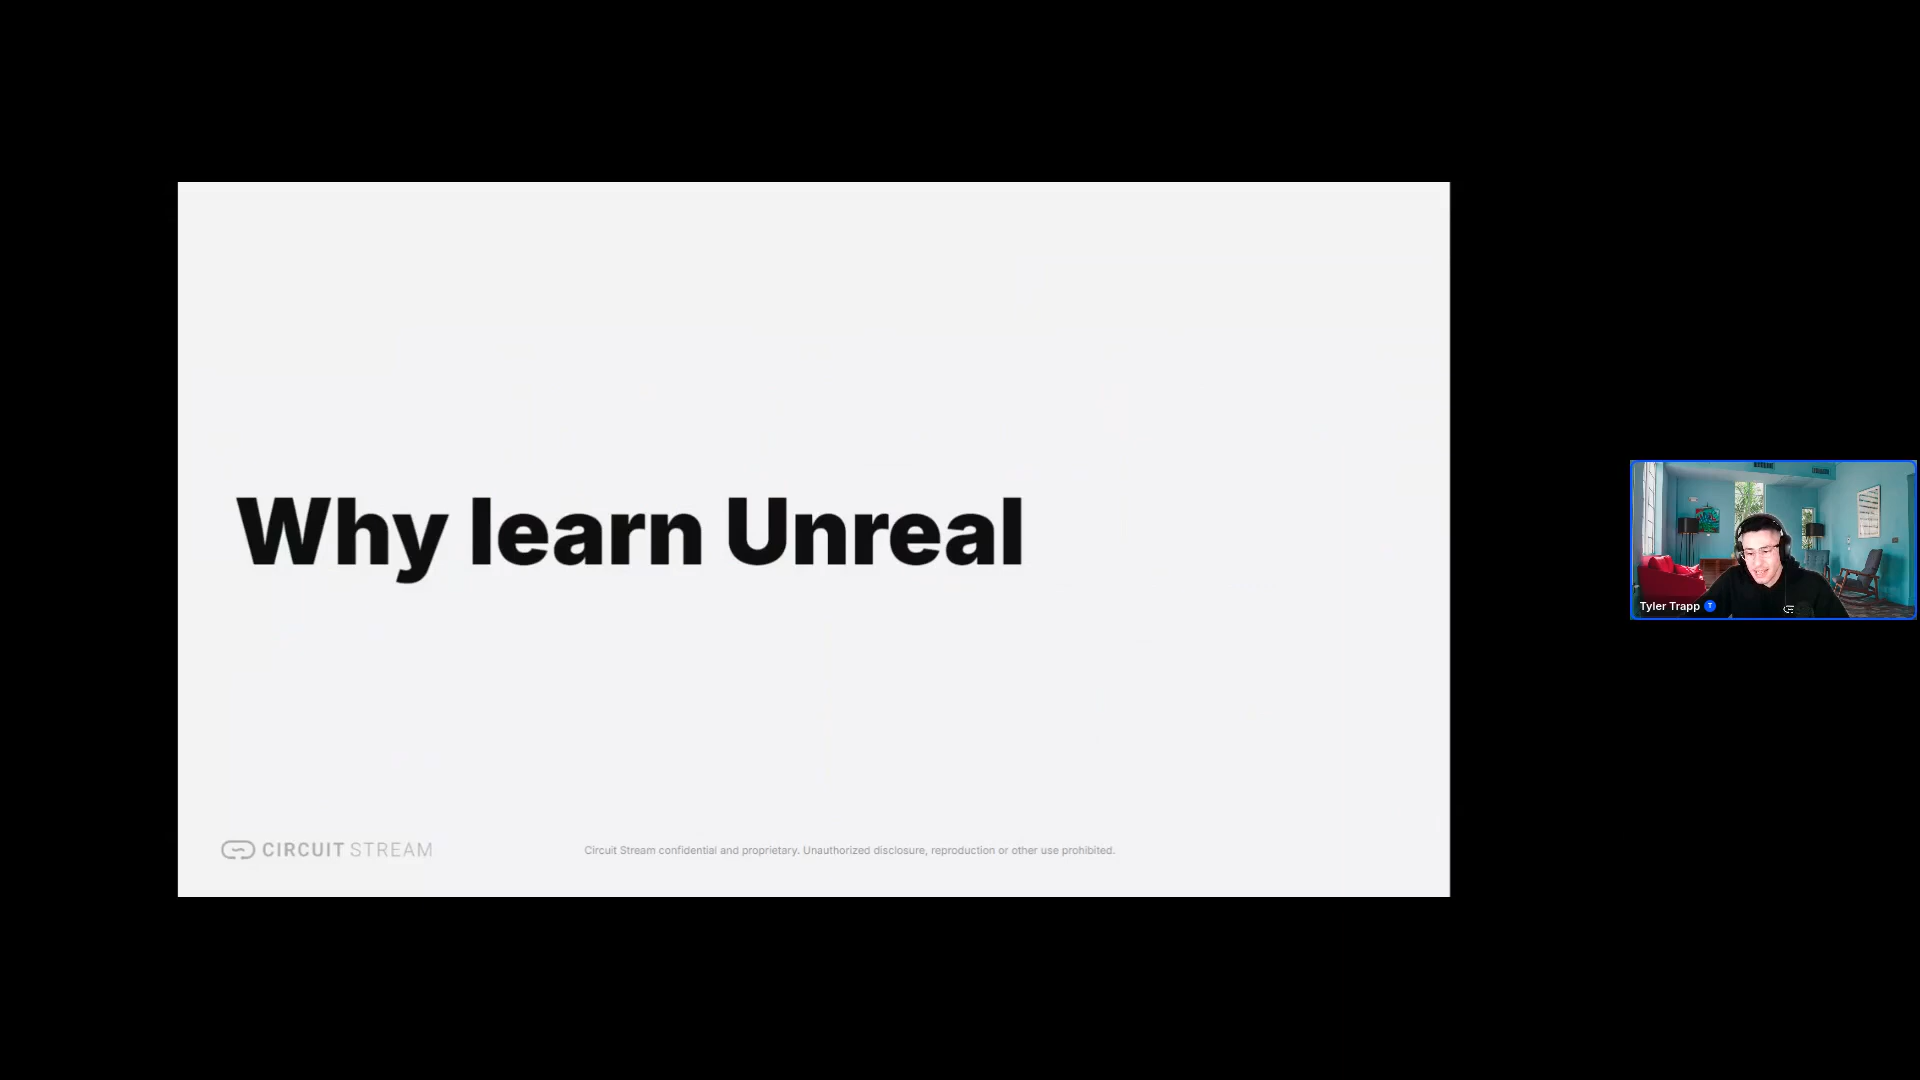 Why learn Unreal
CIRCUIT STREAM
Circuit Stream confidential and proprietary. Unauthorized disclosure, reproduction or other use prohibited.
Tyler Trapp T